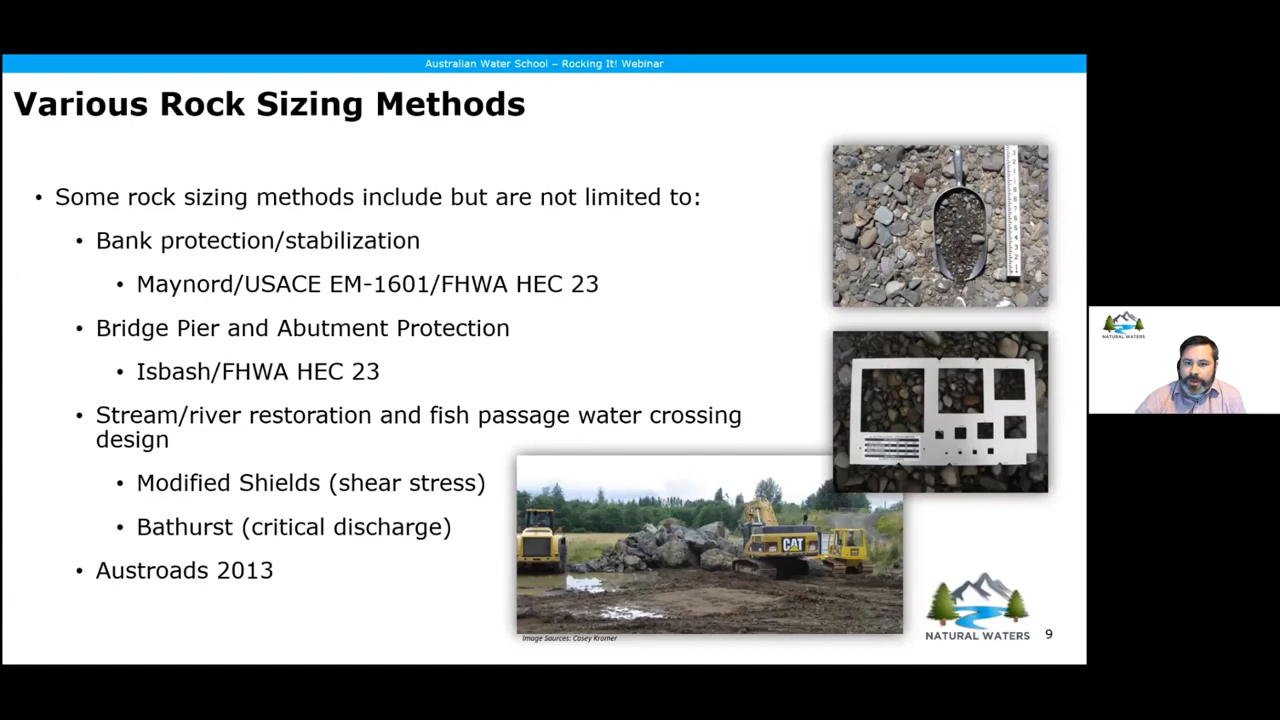 Australian Water School – Rocking It! Webinar
Various Rock Sizing Methods
• Some rock sizing methods include but are not limited to:
• Bank protection/stabilization
• Maynord/USACE EM-1601/FHWA HEC 23
• Bridge Pier and Abutment Protection
• Isbash/FHWA HEC 23
• Stream/river restoration and fish passage water crossing
design
• Modified Shields (shear stress)
• Bathurst (critical discharge)
• Austroads 2013
CAT
Image Sources: Casey Kramer
NATURAL WATERS
9
NATURAL WATERS